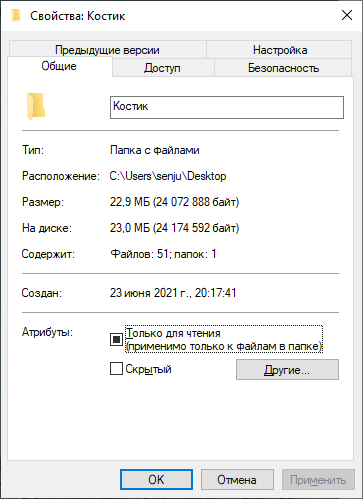 Свойства: Костик
Предыдущие версии Настройка
Общие Доступ Безопасность
Костик
Тип: Папка с файлами
Расположение: C:\Users\senju\Desktop
Размер: 22,9 МБ (24 072 888 байт)
На диске: 23,0 МБ (24 174 592 байт)
Содержит: Файлов: 51; папок: 1
Создан: 23 июня 2021 г., 20:17:41
Атрибуты: Только для чтения
(применимо только к файлам в папке)
Скрытый Другие...
OK Отмена Применить